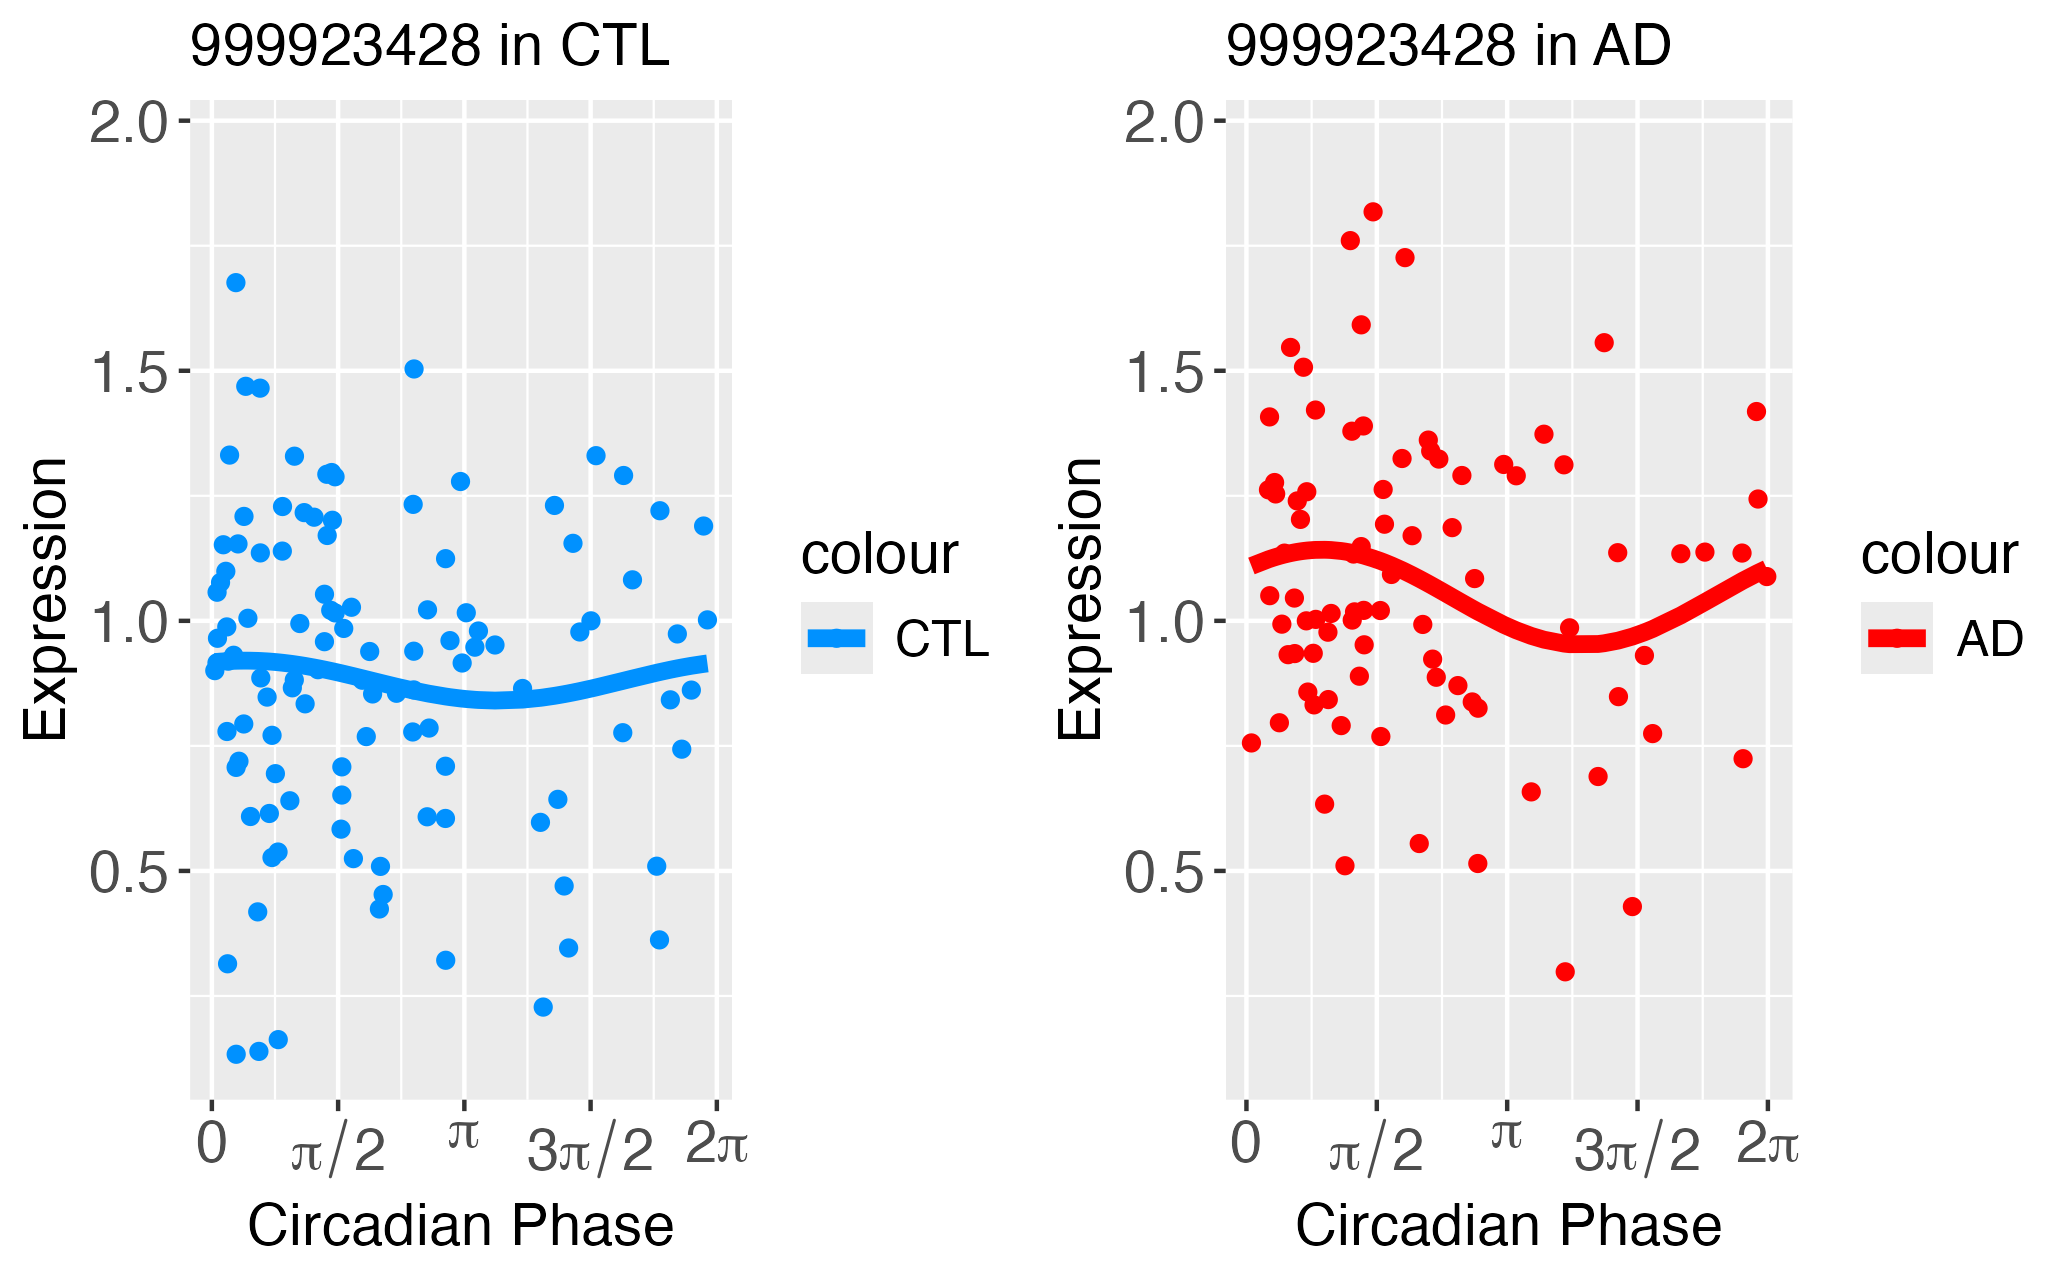 999923428 in CTL
2.0
1.5
1.0
0.5
Expression
0
π/2
π
3π/2
2π
Circadian Phase
colour
CTL
999923428 in AD
2.0
1.5
1.0
0.5
Expression
0
π/2
π
3π/2
2π
Circadian Phase
colour
AD